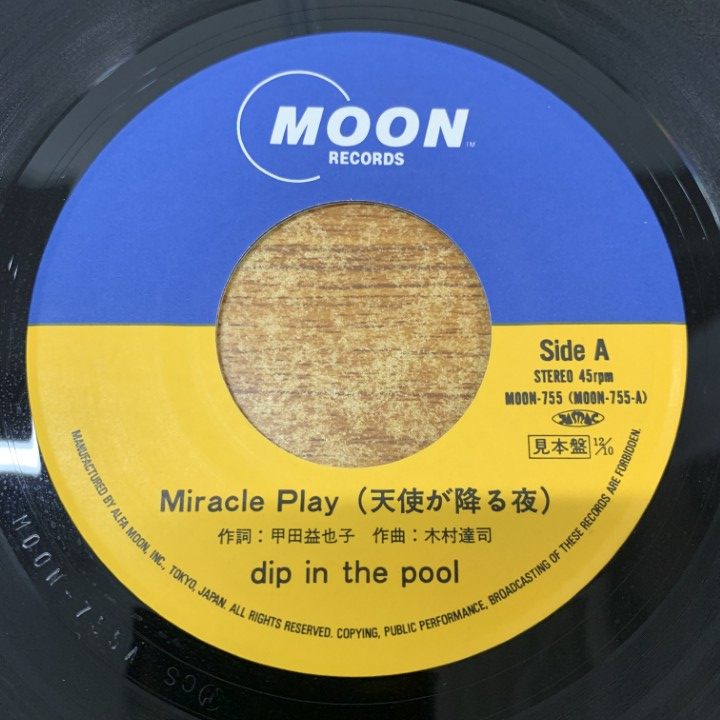 MOON™
RECORDS
Side A
STEREO 45rpm
MOON-755 (MOON-755-A)
見本盤 12/10
Miracle Play（天使が降る夜）
作詞：甲田益也子 作曲：木村達司
dip in the pool
MANUFACTURED BY ALFA MOON, INC., TOKYO, JAPAN. ALL RIGHTS RESERVED. COPYING, PUBLIC PERFORMANCE, BROADCASTING OF THESE RECORDS ARE FORBIDDEN.
MOON-755A